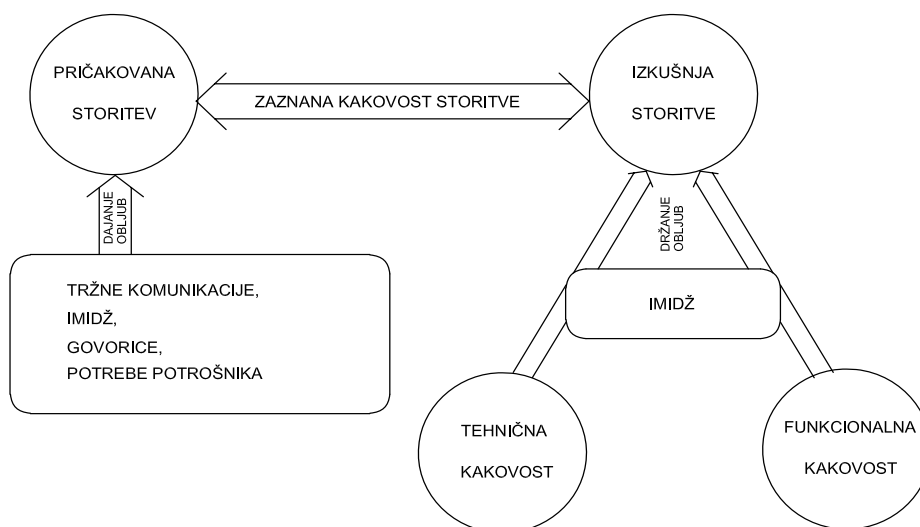 PRIČAKOVANA
STORITEV
ZAZNANA KAKOVOST STORITVE
IZKUŠNJA
STORITVE
DAJANJE
OBLJUB
DRŽANJE
OBLJUB
TRŽNE KOMUNIKACIJE,
IMIDŽ,
GOVORICE,
POTREBE POTROŠNIKA
IMIDŽ
TEHNIČNA
KAKOVOST
FUNKCIONALNA
KAKOVOST